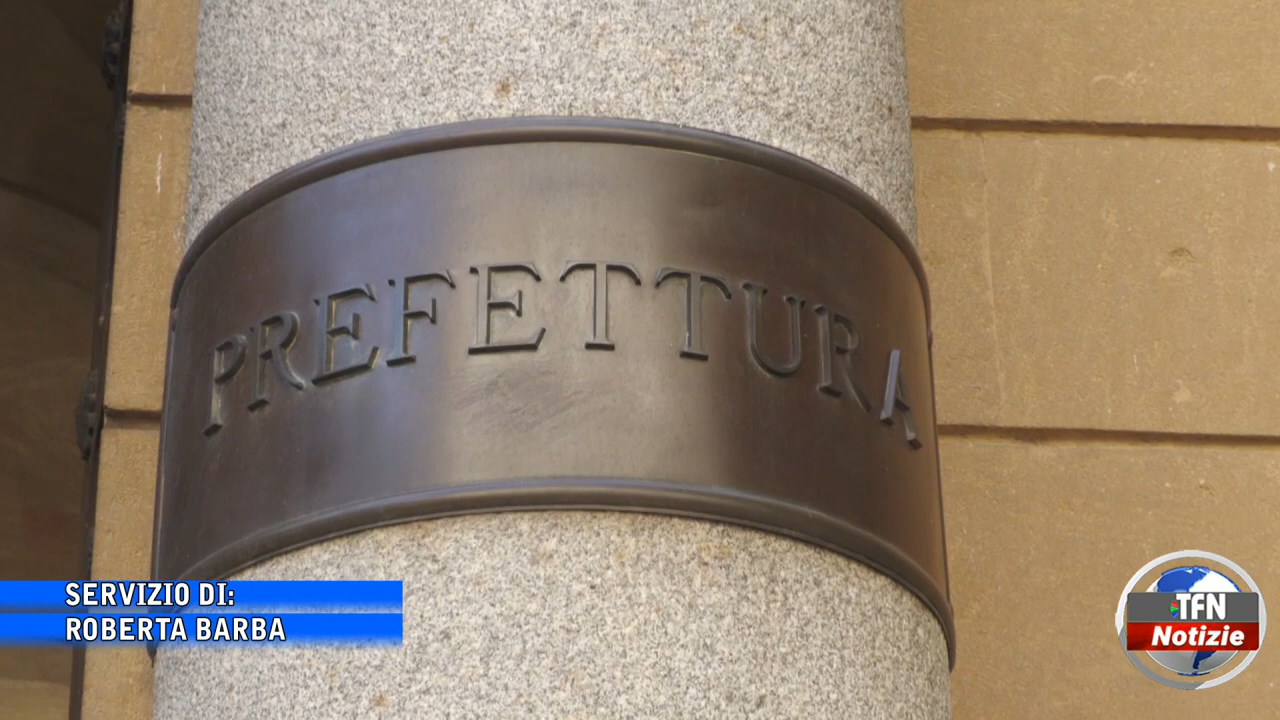 PREFETTURA
SERVIZIO DI:
ROBERTA BARBA
TFN
Notizie